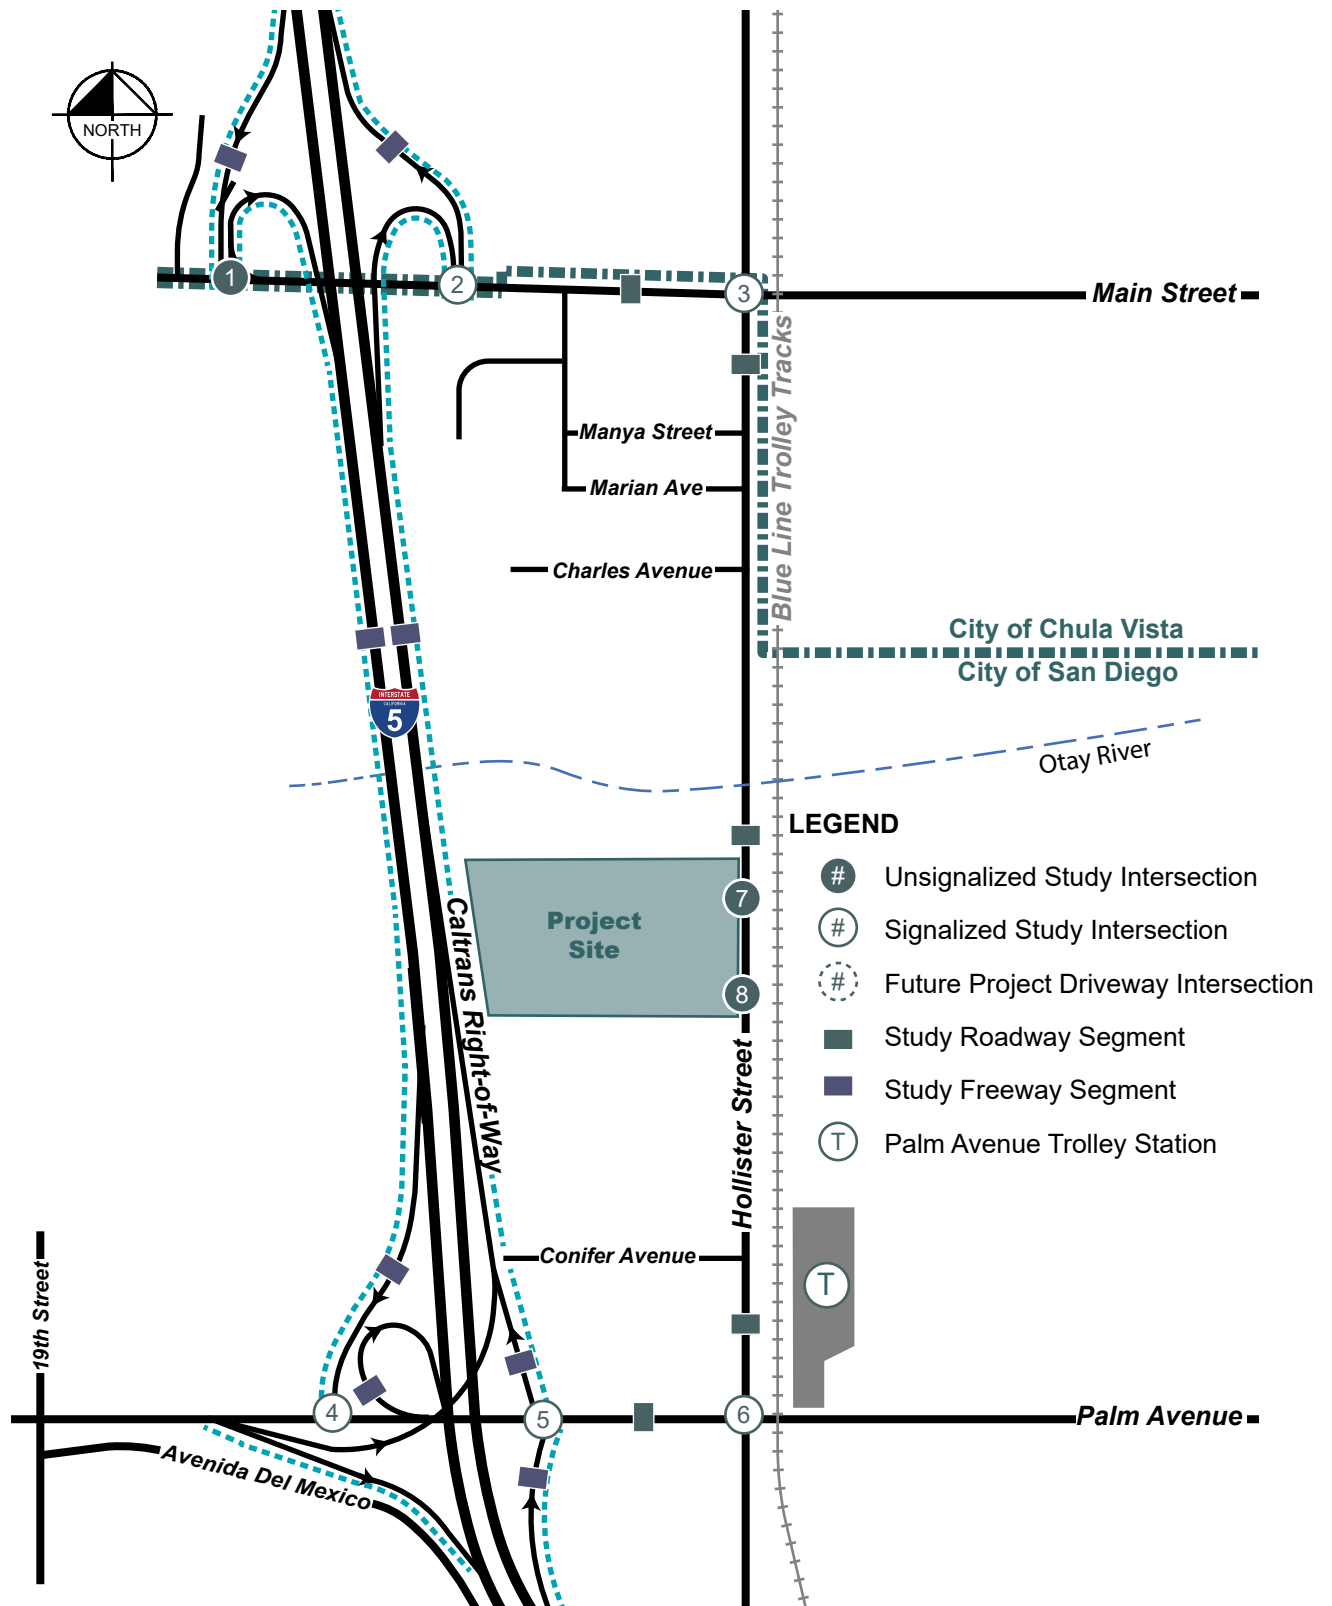 NORTH
1
2
3
Main Street
Blue Line Trolley Tracks
Manya Street
Marian Ave
Charles Avenue
City of Chula Vista
City of San Diego
INTERSTATE
CALIFORNIA
5
Otay River
LEGEND
# Unsignalized Study Intersection
# Signalized Study Intersection
# Future Project Driveway Intersection
Study Roadway Segment
Study Freeway Segment
T Palm Avenue Trolley Station
Project
Site
7
8
Caltrans Right-of-Way
Hollister Street
Conifer Avenue
T
19th Street
4
5
6
Palm Avenue
Avenida Del Mexico